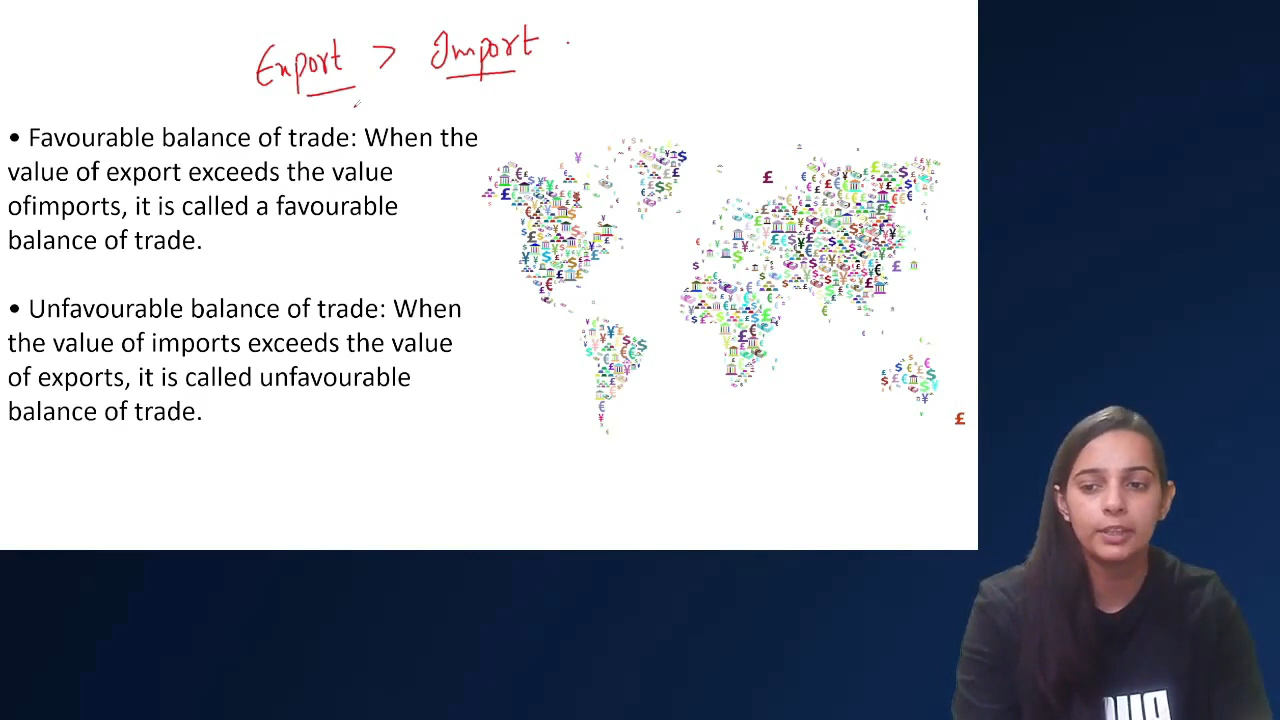 Export > Import
• Favourable balance of trade: When the
value of export exceeds the value
ofimports, it is called a favourable
balance of trade.
• Unfavourable balance of trade: When
the value of imports exceeds the value
of exports, it is called unfavourable
balance of trade.